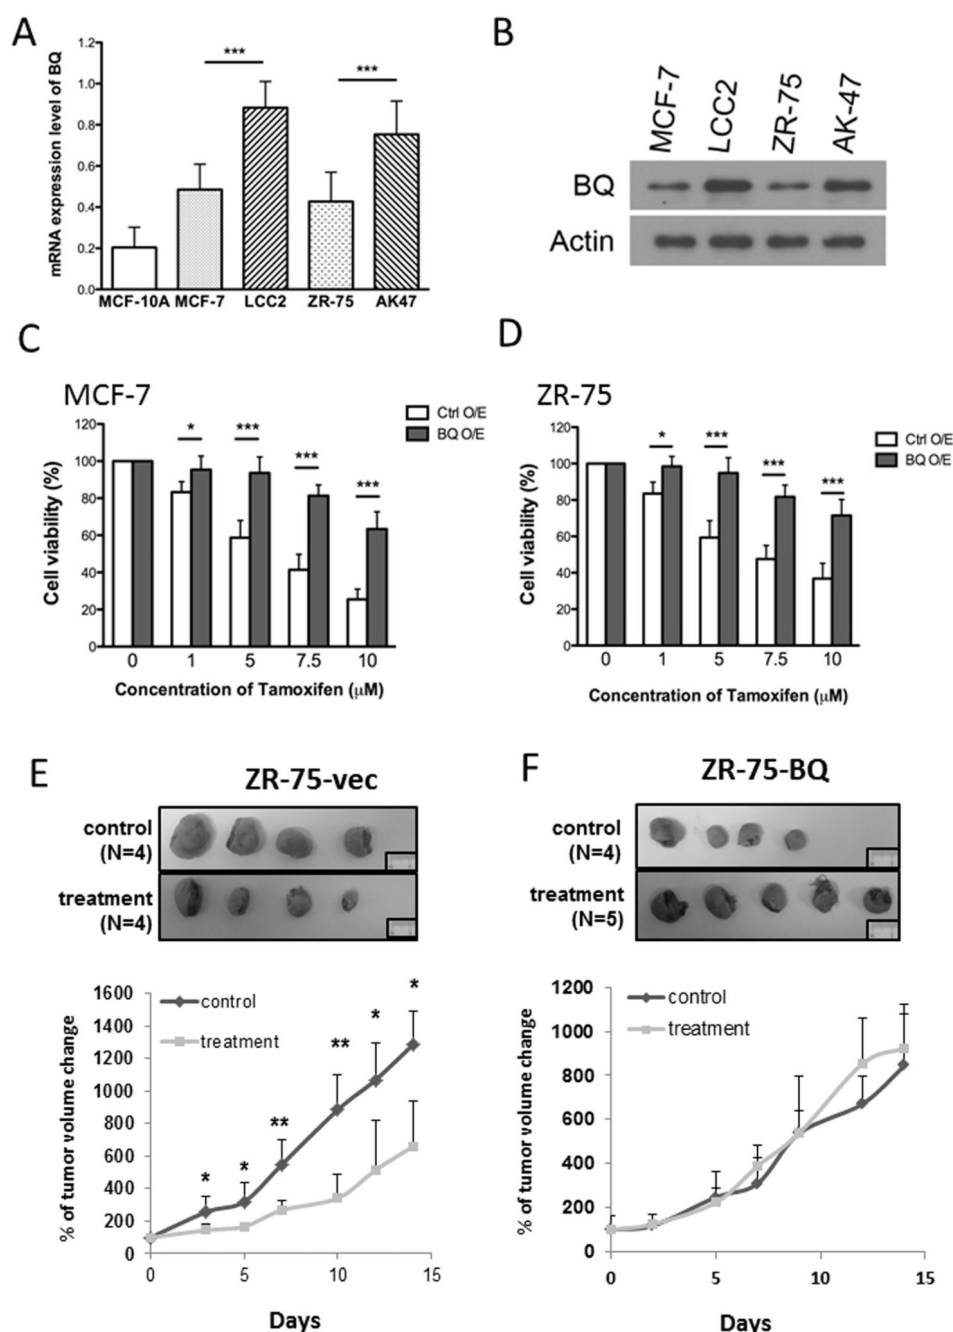 A
mRNA expression level of BQ
1.2
1.0
0.8
0.6
0.4
0.2
0.0
***
***
MCF-10A MCF-7 LCC2 ZR-75 AK47
B
MCF-7 LCC2 ZR-75 AK-47
BQ
Actin
C
MCF-7
Ctrl O/E
BQ O/E
Cell viability (%)
120
100
80
60
40
20
0
* *** *** ***
0 1 5 7.5 10
Concentration of Tamoxifen (μM)
D
ZR-75
Ctrl O/E
BQ O/E
Cell viability (%)
120
100
80
60
40
20
0
* *** *** ***
0 1 5 7.5 10
Concentration of Tamoxifen (μM)
E
ZR-75-vec
control
(N=4)
treatment
(N=4)
% of tumor volume change
1600
1400
1200
1000
800
600
400
200
0
control
treatment
* * ** ** * *
0 5 10 15
Days
F
ZR-75-BQ
control
(N=4)
treatment
(N=5)
% of tumor volume change
1200
1000
800
600
400
200
0
control
treatment
0 5 10 15
Days